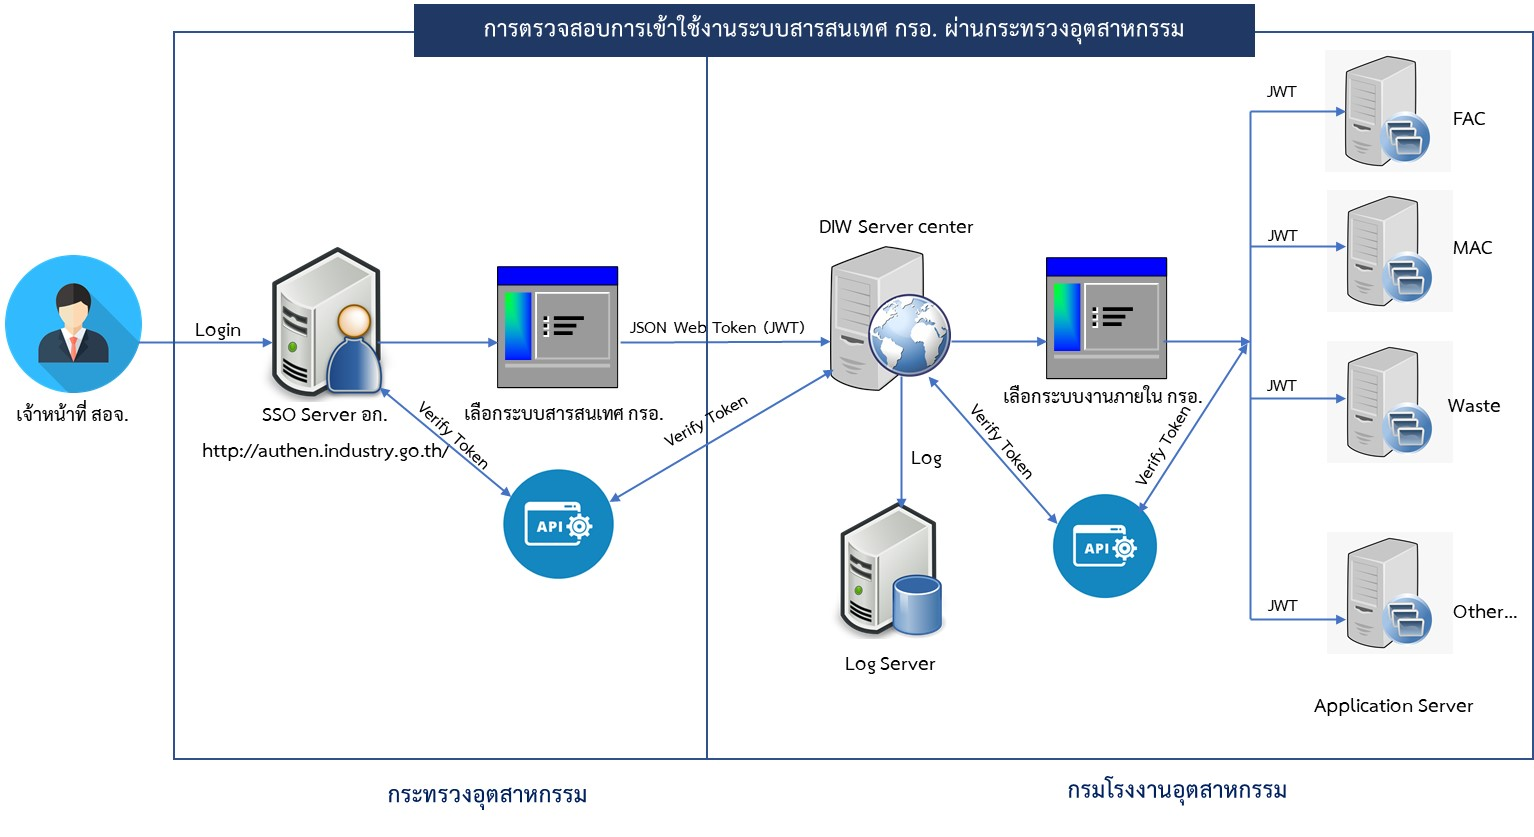 การตรวจสอบการเข้าใช้งานระบบสารสนเทศ กรอ. ผ่านกระทรวงอุตสาหกรรม
JWT
FAC
DIW Server center
JWT
MAC
Login
JSON Web Token (JWT)
เจ้าหน้าที่ สอจ.
SSO Server อก.
http://authen.industry.go.th/
เลือกระบบสารสนเทศ กรอ.
เลือกระบบงานภายใน กรอ.
JWT
Waste
Verify Token
Verify Token
Verify Token
Verify Token
Log
API
API
JWT
Other...
Log Server
Application Server
กระทรวงอุตสาหกรรม
กรมโรงงานอุตสาหกรรม